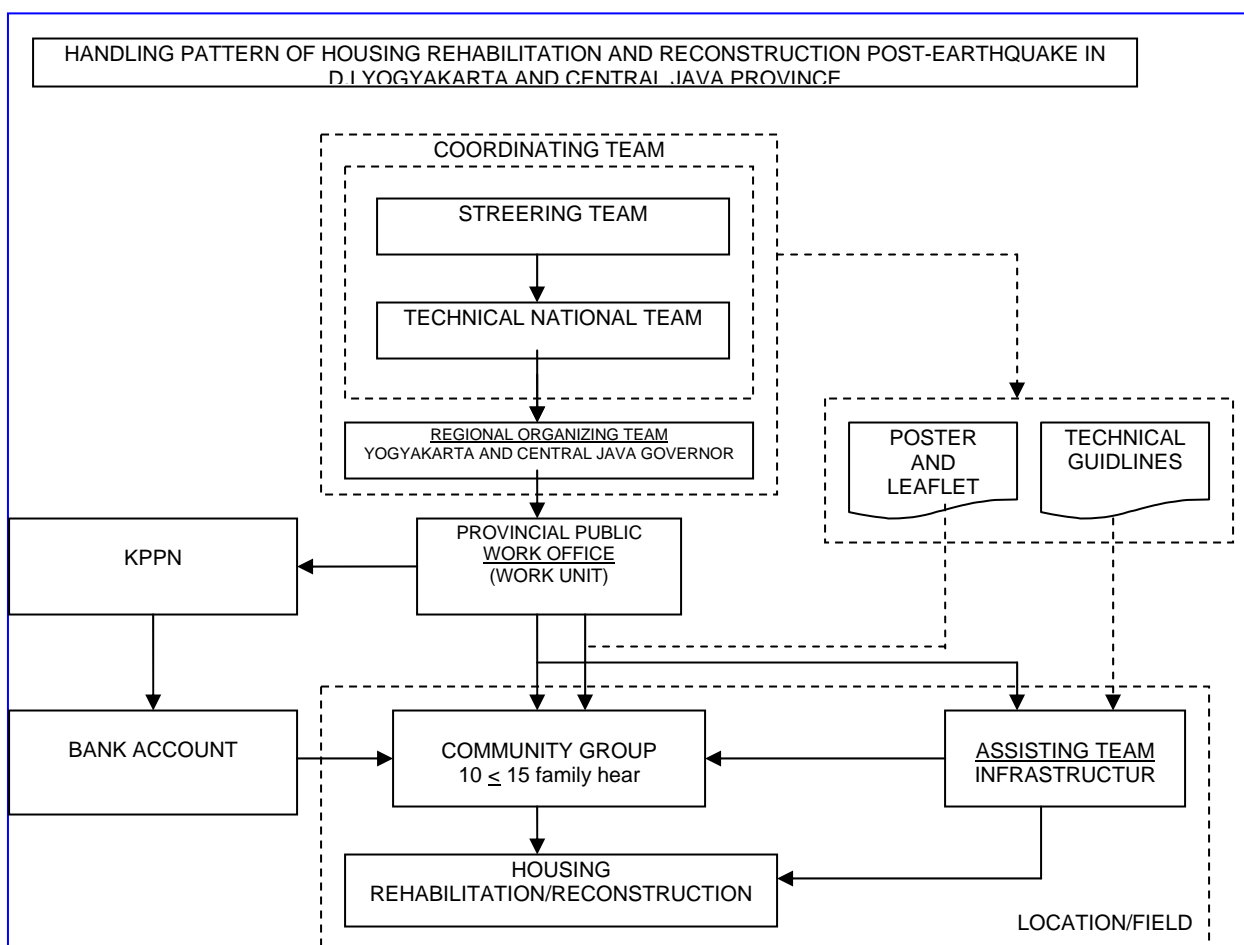 HANDLING PATTERN OF HOUSING REHABILITATION AND RECONSTRUCTION POST-EARTHQUAKE IN
D.I YOGYAKARTA AND CENTRAL JAVA PROVINCE
COORDINATING TEAM
STREERING TEAM
TECHNICAL NATIONAL TEAM
REGIONAL ORGANIZING TEAM
YOGYAKARTA AND CENTRAL JAVA GOVERNOR
POSTER
AND
LEAFLET
TECHNICAL
GUIDLINES
KPPN
PROVINCIAL PUBLIC
WORK OFFICE
(WORK UNIT)
BANK ACCOUNT
COMMUNITY GROUP
10 ≤ 15 family hear
ASSISTING TEAM
INFRASTRUCTUR
HOUSING
REHABILITATION/RECONSTRUCTION
LOCATION/FIELD